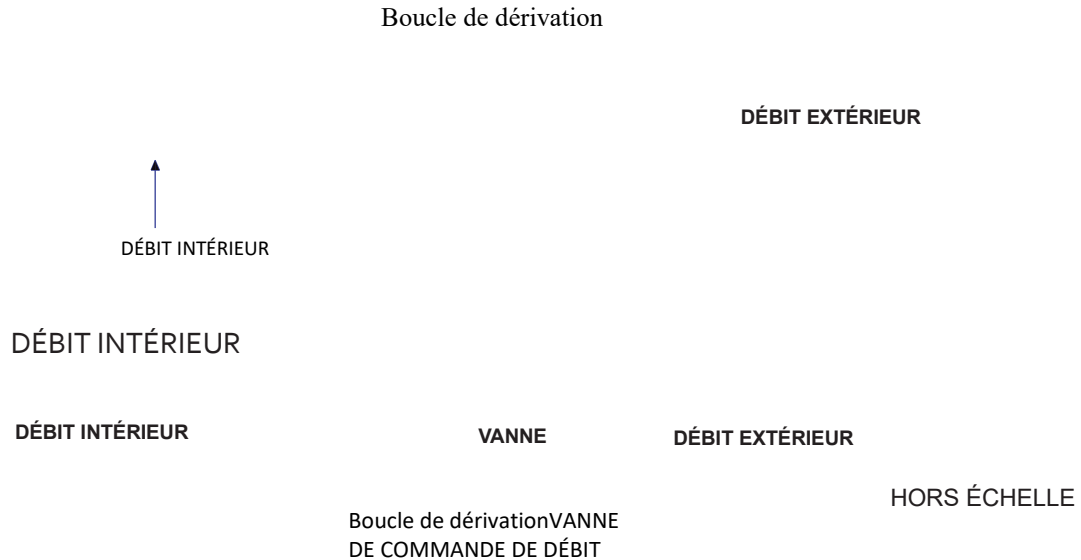 Boucle de dérivation
DÉBIT EXTÉRIEUR
DÉBIT INTÉRIEUR
DÉBIT INTÉRIEUR
DÉBIT INTÉRIEUR
VANNE
DÉBIT EXTÉRIEUR
HORS ÉCHELLE
Boucle de dérivationVANNE
DE COMMANDE DE DÉBIT